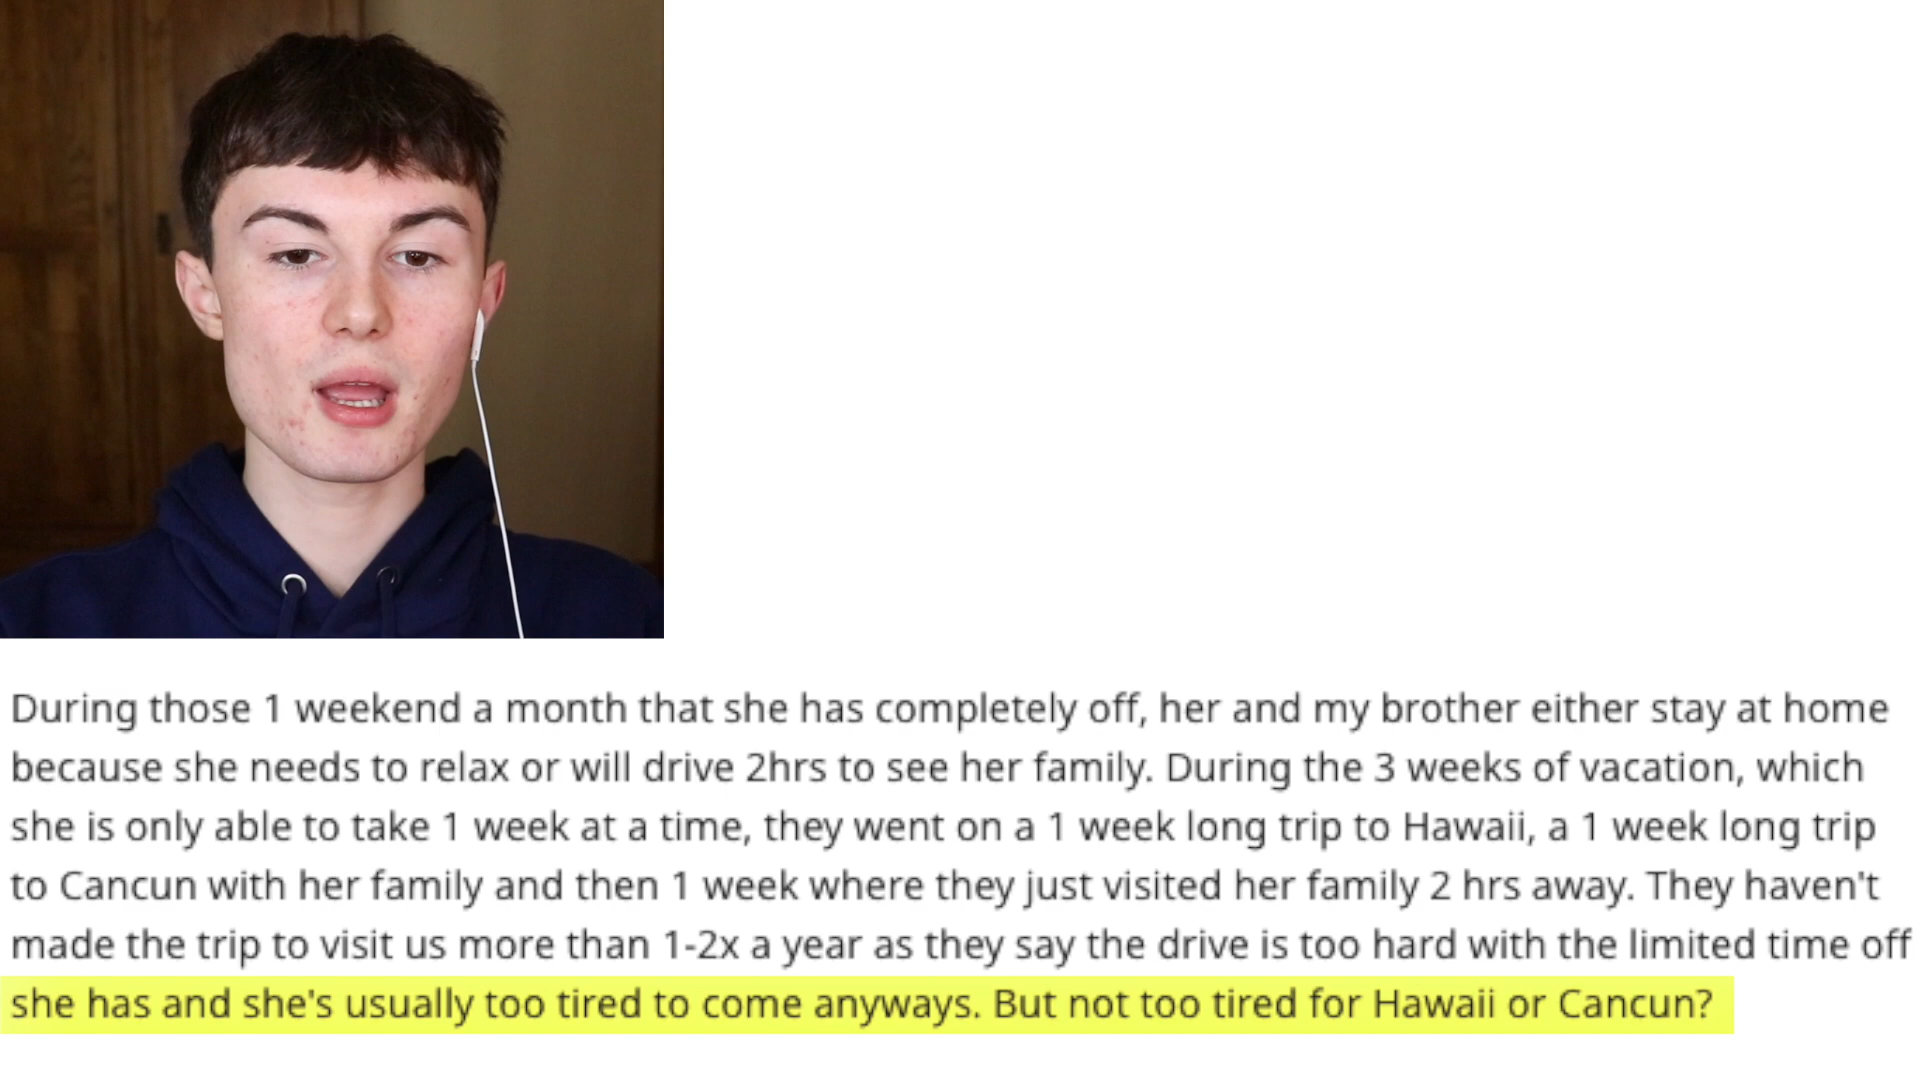 During those 1 weekend a month that she has completely off, her and my brother either stay at home
because she needs to relax or will drive 2hrs to see her family. During the 3 weeks of vacation, which
she is only able to take 1 week at a time, they went on a 1 week long trip to Hawaii, a 1 week long trip
to Cancun with her family and then 1 week where they just visited her family 2 hrs away. They haven't
made the trip to visit us more than 1-2x a year as they say the drive is too hard with the limited time off
she has and she's usually too tired to come anyways. But not too tired for Hawaii or Cancun?